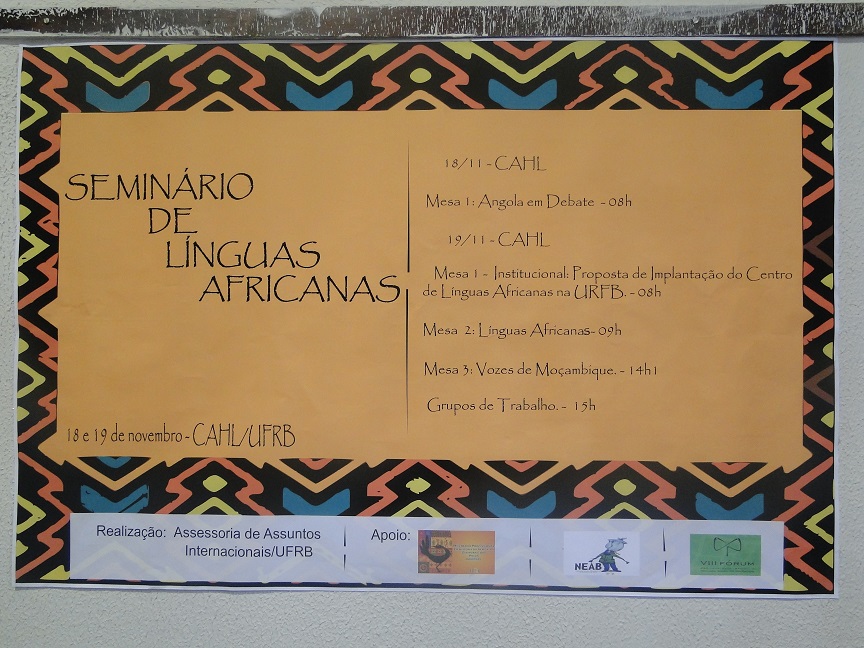 SEMINÁRIO
DE
LÍNGUAS
AFRICANAS
18 e 19 de novembro - CAHL/UFRB
18/11 - CAHL
Mesa 1: Angola em Debate - 08h
19/11 - CAHL
Mesa 1 - Institucional: Proposta de Implantação do Centro
de Línguas Africanas na URFB. - 08h
Mesa 2: Línguas Africanas- 09h
Mesa 3: Vozes de Moçambique. - 14h1
Grupos de Trabalho. - 15h
Realização: Assessoria de Assuntos
Internacionais/UFRB
Apoio:
NEAB
VIII FORUM